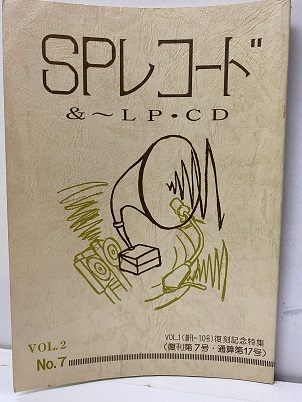 SPレコード
&〜LP・CD
VOL.1(創刊〜10号)復刻記念特集
(復刊第7号・通算第17号)
VOL.2
No.7